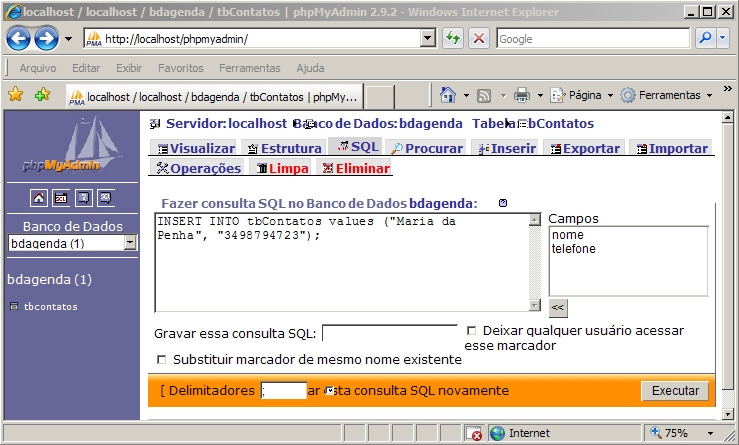 localhost / localhost / bdagenda / tbContatos | phpMyAdmin 2.9.2 - Windows Internet Explorer
http://localhost/phpmyadmin/
Google
Arquivo Editar Exibir Favoritos Ferramentas Ajuda
localhost / localhost / bdagenda / tbContatos | phpMy... Página Ferramentas
phpMyAdmin
Banco de Dados
bdagenda (1)
bdagenda (1)
tbcontatos
Servidor: localhost Banco de Dados: bdagenda Tabela: tbContatos
Visualizar Estrutura SQL Procurar Inserir Exportar Importar
Operações Limpa Eliminar
Fazer consulta SQL no Banco de Dados bdagenda:
INSERT INTO tbContatos values ("Maria da
Penha", "3498794723");
Campos
nome
telefone
<<
Gravar essa consulta SQL: Deixar qualquer usuário acessar
esse marcador
Substituir marcador de mesmo nome existente
[ Delimitadores ; ar esta consulta SQL novamente Executar
Internet 75%